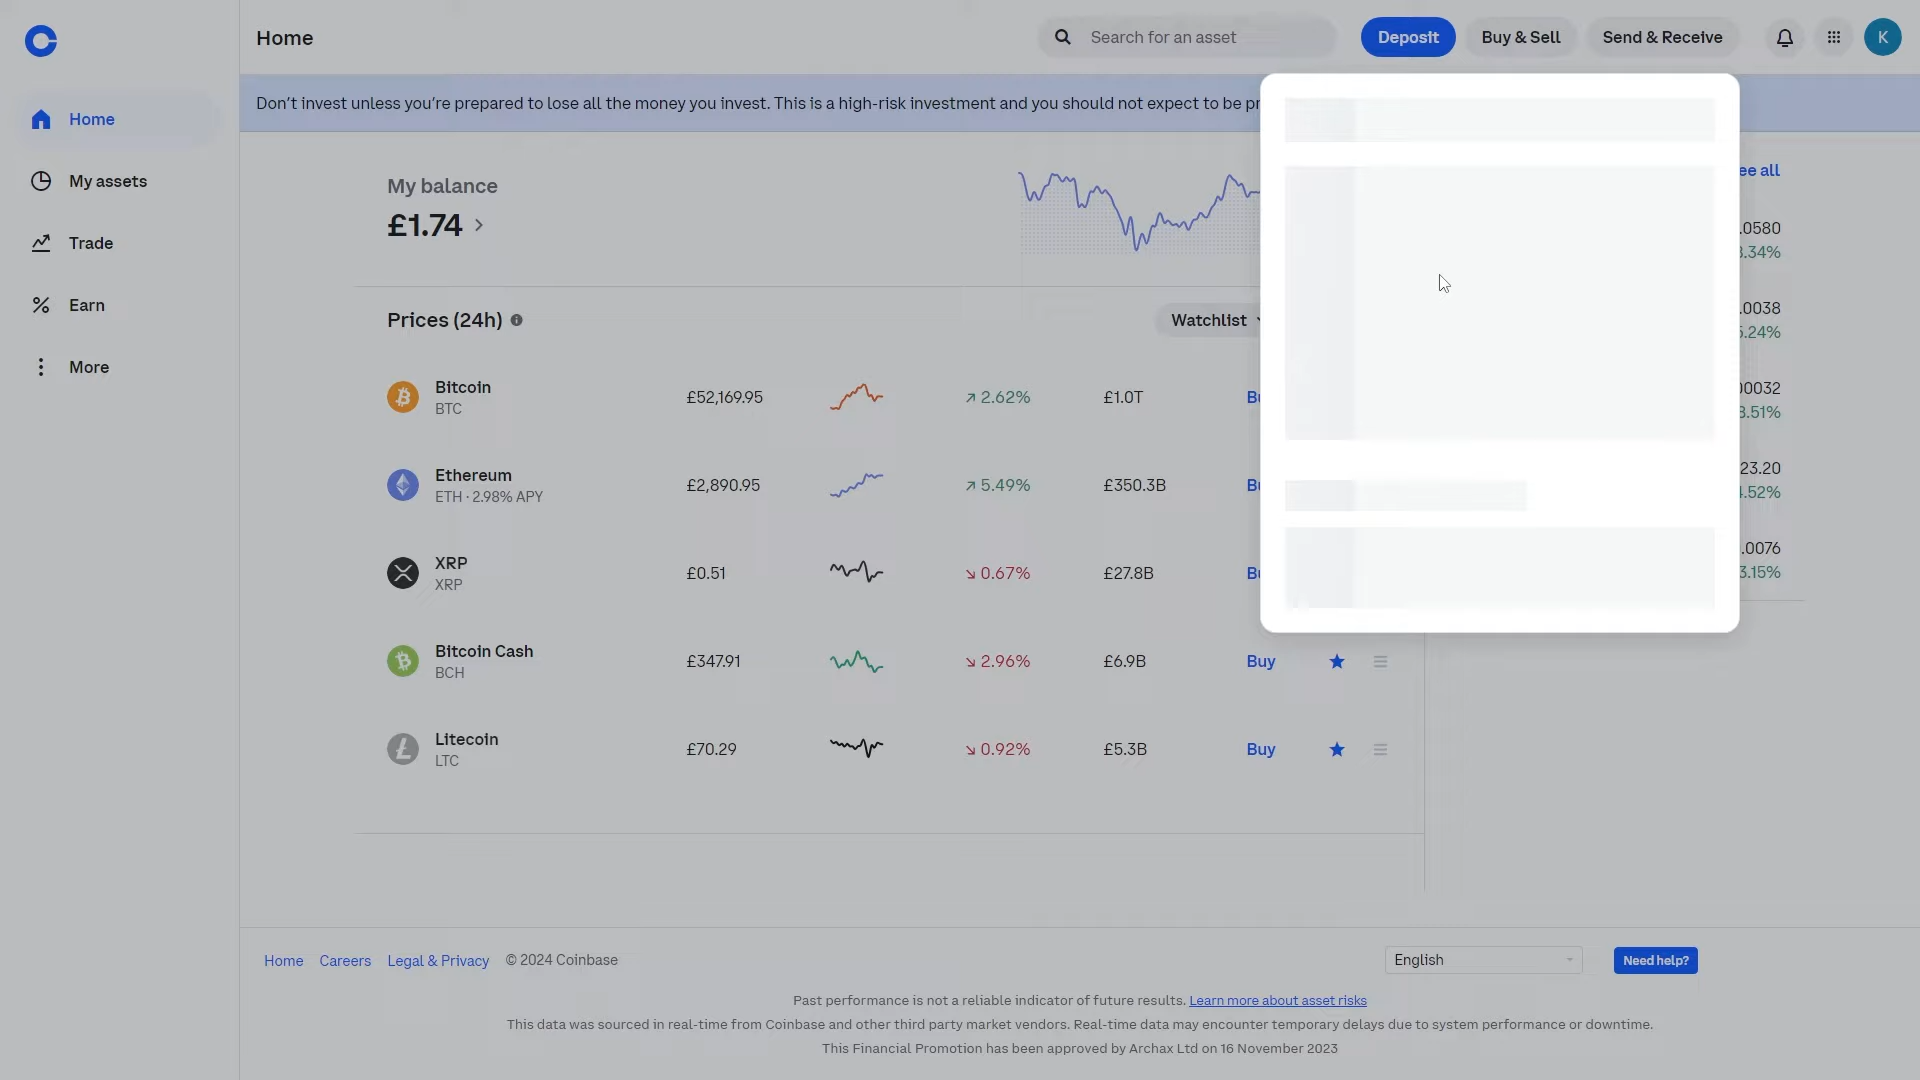 Home
Search for an asset
Deposit
Buy & Sell
Send & Receive
K
Home
My assets
Trade
Earn
More
Don't invest unless you're prepared to lose all the money you invest. This is a high-risk investment and you should not expect to be
My balance
£1.74
ee all
.0580
.34%
.0038
.24%
0032
.51%
23.20
.52%
.0076
3.15%
Prices (24h)
Watchlist
Bitcoin
BTC
£52,169.95
2.62%
£1.0T
Ethereum
ETH · 2.98% APY
£2,890.95
5.49%
£350.3B
XRP
XRP
£0.51
0.67%
£27.8B
Bitcoin Cash
BCH
£347.91
2.96%
£6.9B
Buy
Litecoin
LTC
£70.29
0.92%
£5.3B
Buy
Home
Careers
Legal & Privacy
© 2024 Coinbase
English
Need help?
Past performance is not a reliable indicator of future results. Learn more about asset risks
This data was sourced in real-time from Coinbase and other third party market vendors. Real-time data may encounter temporary delays due to system performance or downtime.
This Financial Promotion has been approved by Archax Ltd on 16 November 2023